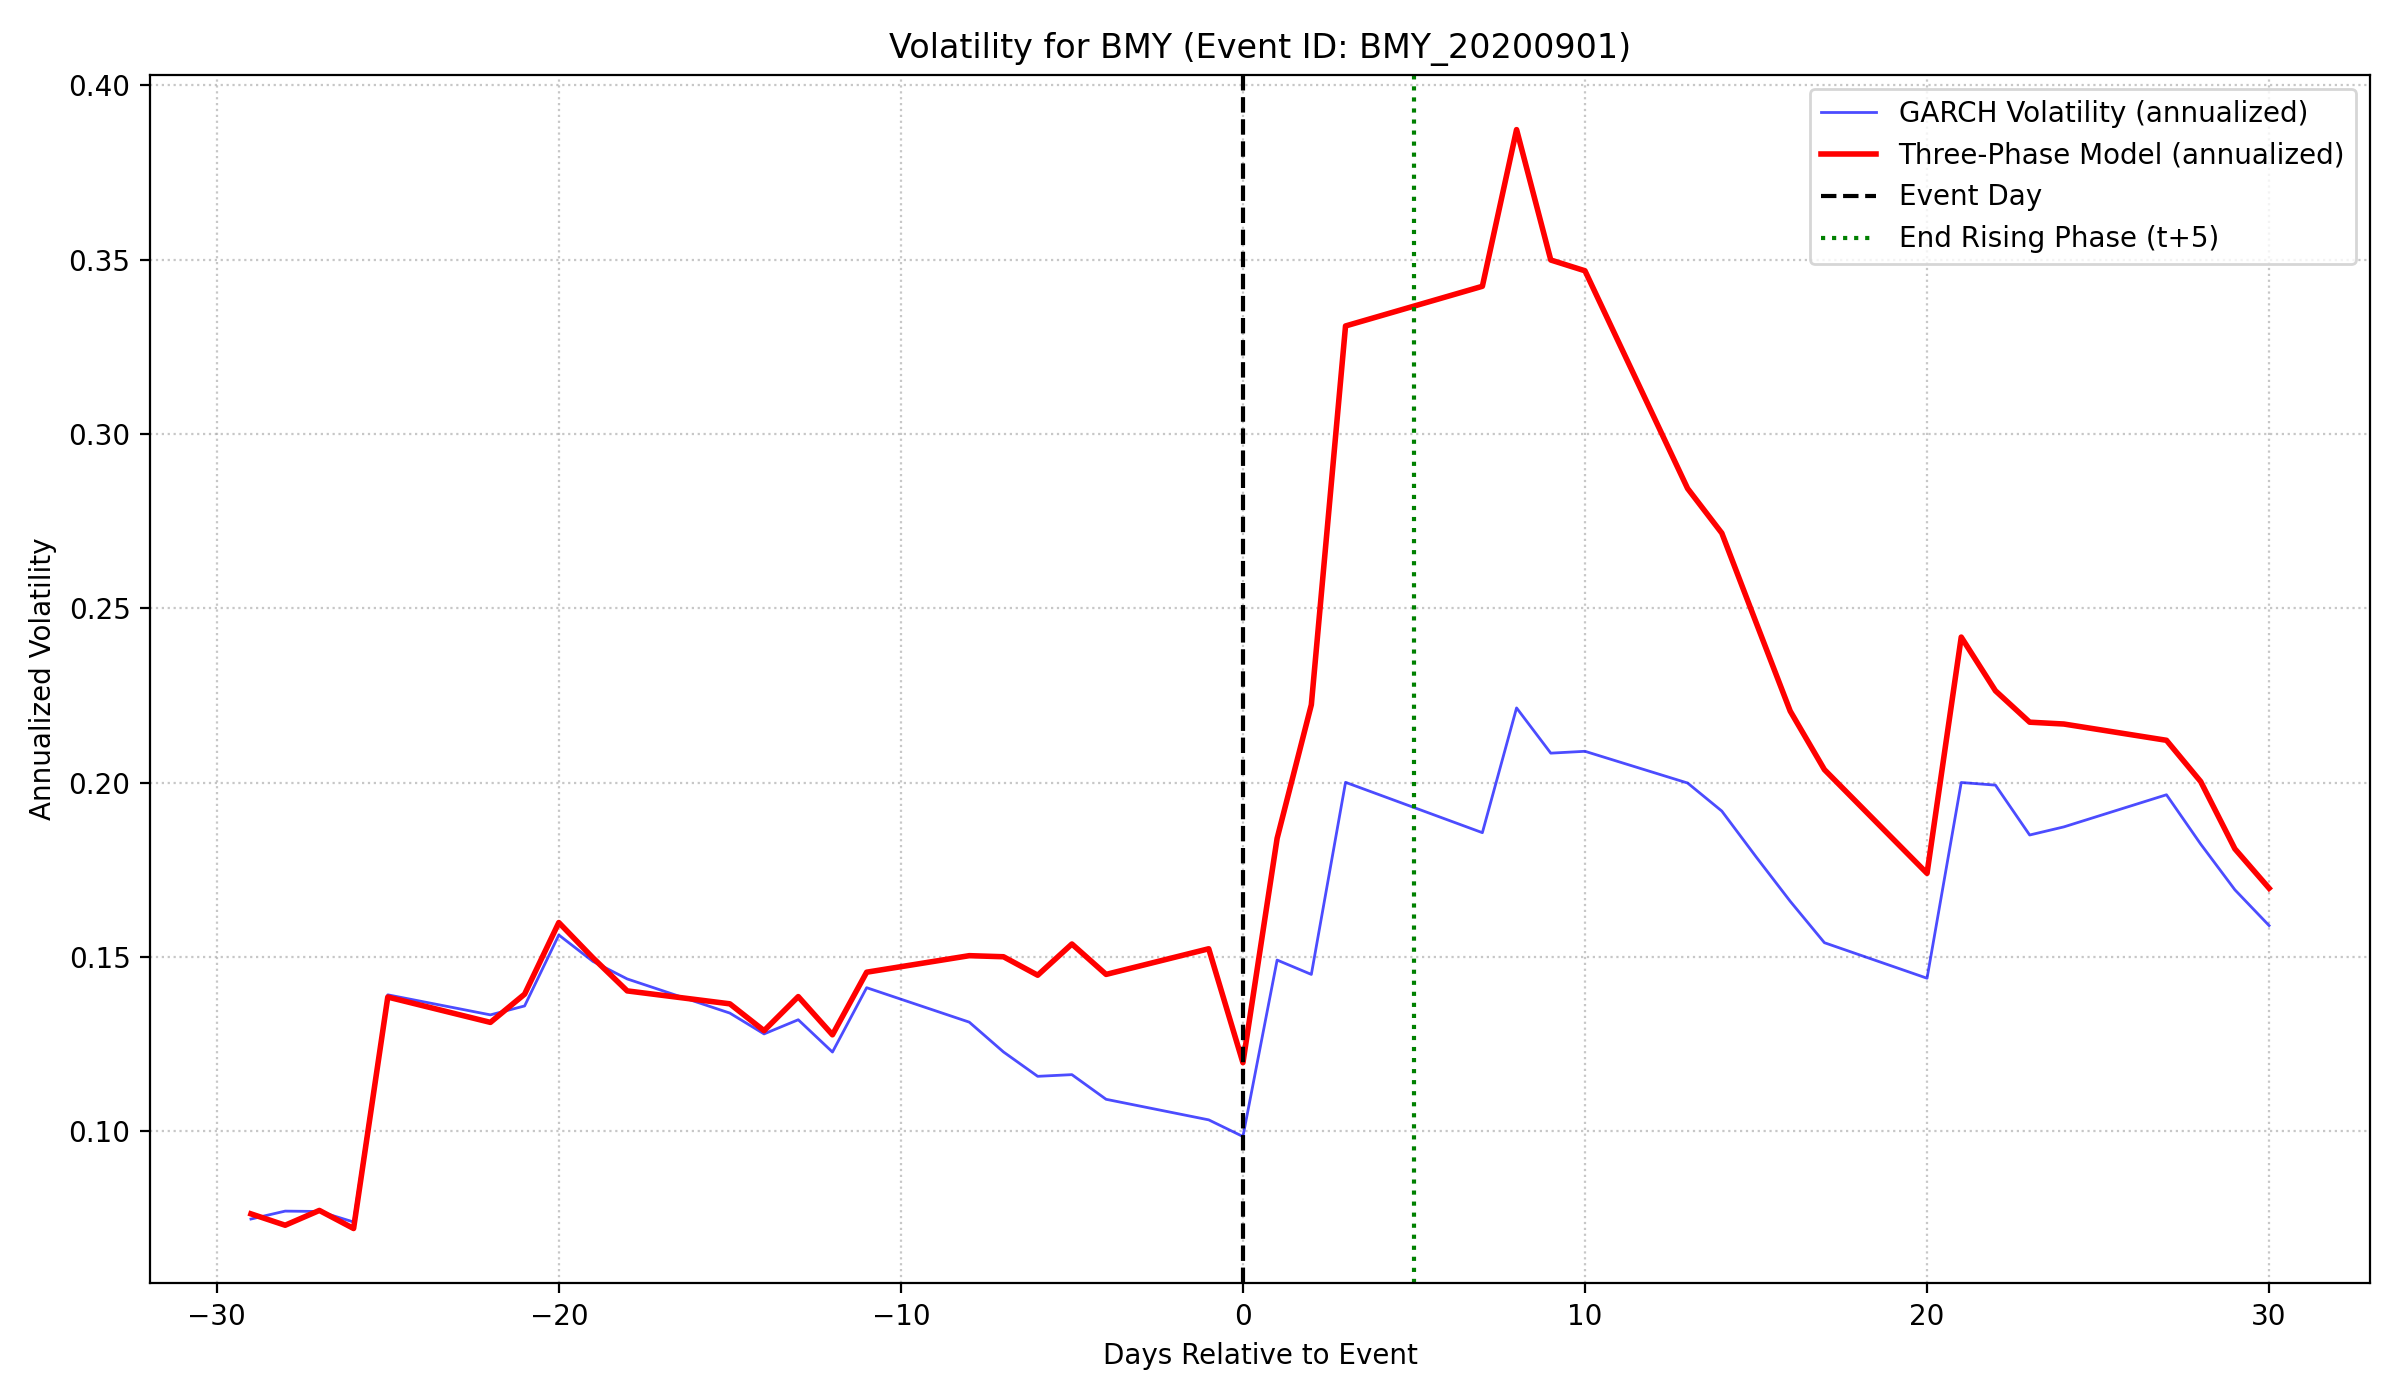 Volatility for BMY (Event ID: BMY_20200901)
GARCH Volatility (annualized)
Three-Phase Model (annualized)
Event Day
End Rising Phase (t+5)
Annualized Volatility
0.40
0.35
0.30
0.25
0.20
0.15
0.10
−30 −20 −10 0 10 20 30
Days Relative to Event